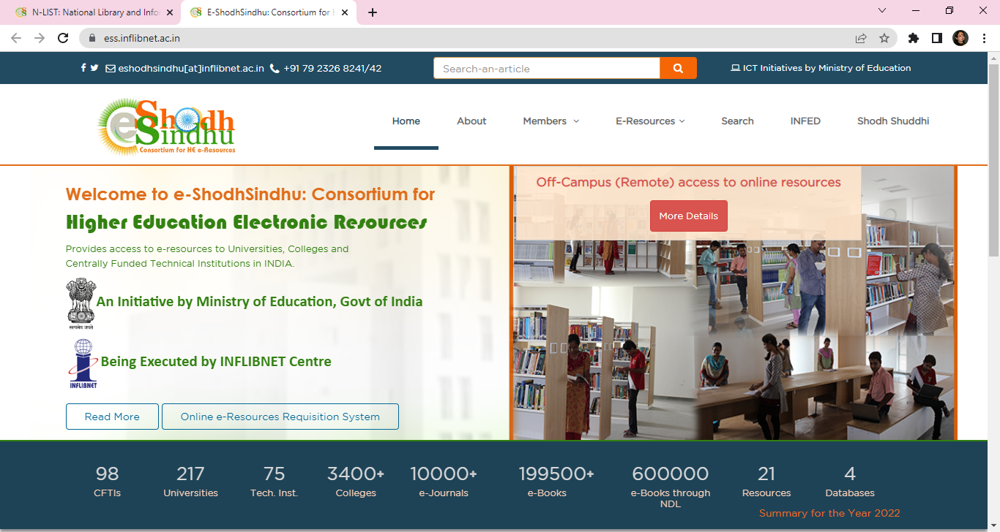 N-LIST: National Library and Info
E-ShodhSindhu: Consortium for
ess.inflibnet.ac.in
eshodhsindhu[at]inflibnet.ac.in +91 79 2326 8241/42
Search-an-article
ICT Initiatives by Ministry of Education
e Shodh
Sindhu
Consortium for HE e-Resources
Home About Members E-Resources Search INFED Shodh Shuddhi
Welcome to e-ShodhSindhu: Consortium for
Higher Education Electronic Resources
Provides access to e-resources to Universities, Colleges and
Centrally Funded Technical Institutions in INDIA.
सत्यमेव जयते
An Initiative by Ministry of Education, Govt of India
INFLIBNET
Being Executed by INFLIBNET Centre
Read More Online e-Resources Requisition System
Off-Campus (Remote) access to online resources
More Details
98 217 75 3400+ 10000+ 199500+ 600000 21 4
CFTIs Universities Tech. Inst. Colleges e-Journals e-Books e-Books through Resources Databases
NDL
Summary for the Year 2022